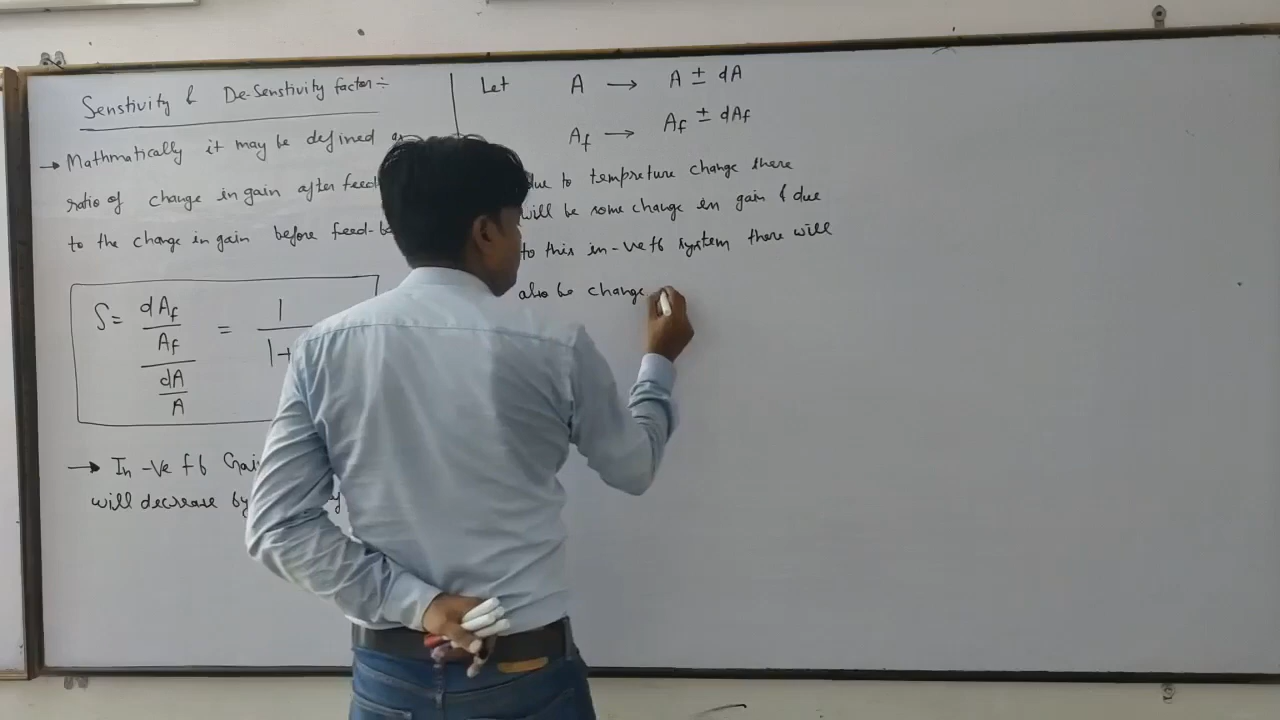 Senstivity & De-Senstivity factor:-
→ Mathmatically it may be defined
ratio of change in gain after feed
to the change in gain before feed-b
S = dAf/Af / dA/A = 1 / 1+
→ In -ve fb Gai
will decrease by
Let A → A ± dA
Af → Af ± dAf
due to tempreture change there
will be some change in gain & due
to this in -ve fb system there will
also be change